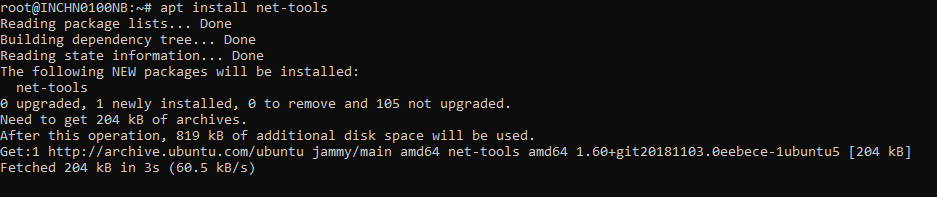 root@INCHN0100NB:~# apt install net-tools
Reading package lists... Done
Building dependency tree... Done
Reading state information... Done
The following NEW packages will be installed:
  net-tools
0 upgraded, 1 newly installed, 0 to remove and 105 not upgraded.
Need to get 204 kB of archives.
After this operation, 819 kB of additional disk space will be used.
Get:1 http://archive.ubuntu.com/ubuntu jammy/main amd64 net-tools amd64 1.60+git20181103.0eebece-1ubuntu5 [204 kB]
Fetched 204 kB in 3s (60.5 kB/s)